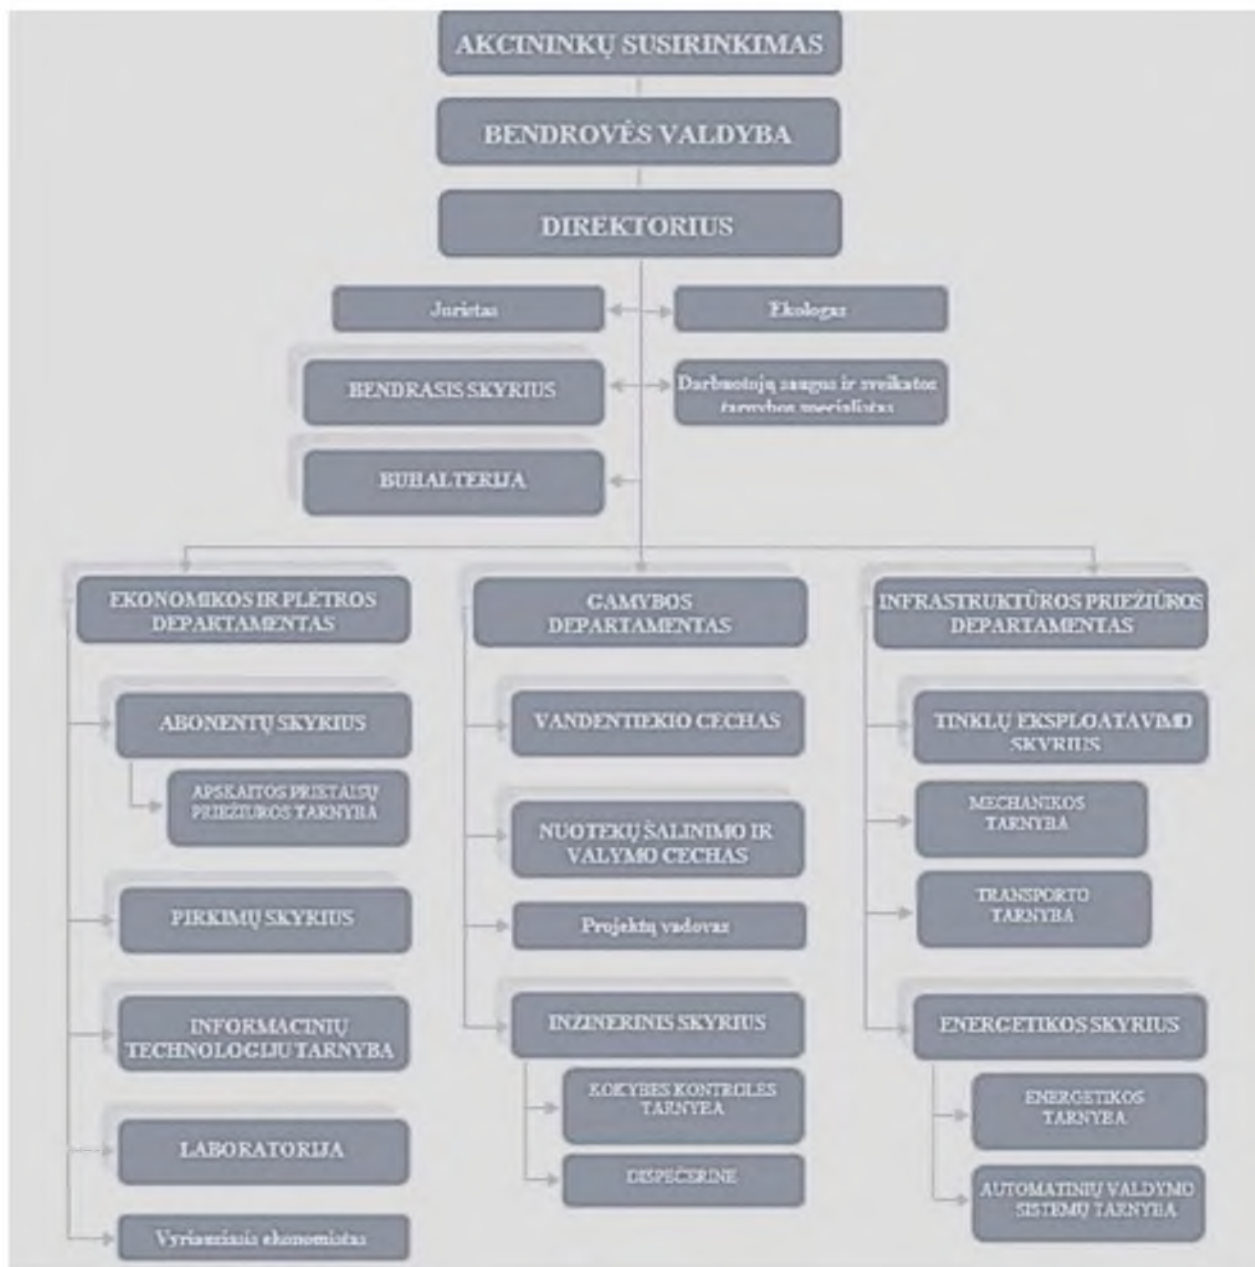 AKCININKŲ SUSIRINKIMAS
BENDROVĖS VALDYBA
DIREKTORIUS
Juristas
Ekologas
BENDRASIS SKYRIUS
Darbuotojų saugos ir sveikatos
tarnybos specialistas
BUHALTERIJA
EKONOMIKOS IR PLĖTROS
DEPARTAMENTAS
ABONENTŲ SKYRIUS
APSKAITOS PRIETAISŲ
PRIEŽIŪROS TARNYBA
PIRKIMŲ SKYRIUS
INFORMACINIŲ
TECHNOLOGIJŲ TARNYBA
LABORATORIJA
Vyriausiasis ekonomistas
GAMYBOS
DEPARTAMENTAS
VANDENTIEKIO CECHAS
NUOTEKŲ ŠALINIMO IR
VALYMO CECHAS
Projektų vadovas
INŽINERINIS SKYRIUS
KOKYBĖS KONTROLĖS
TARNYBA
DISPEČERINĖ
INFRASTRUKTŪROS PRIEŽIŪROS
DEPARTAMENTAS
TINKLŲ EKSPLOATAVIMO
SKYRIUS
MECHANIKOS
TARNYBA
TRANSPORTO
TARNYBA
ENERGETIKOS SKYRIUS
ENERGETIKOS
TARNYBA
AUTOMATINIŲ VALDYMO
SISTEMŲ TARNYBA